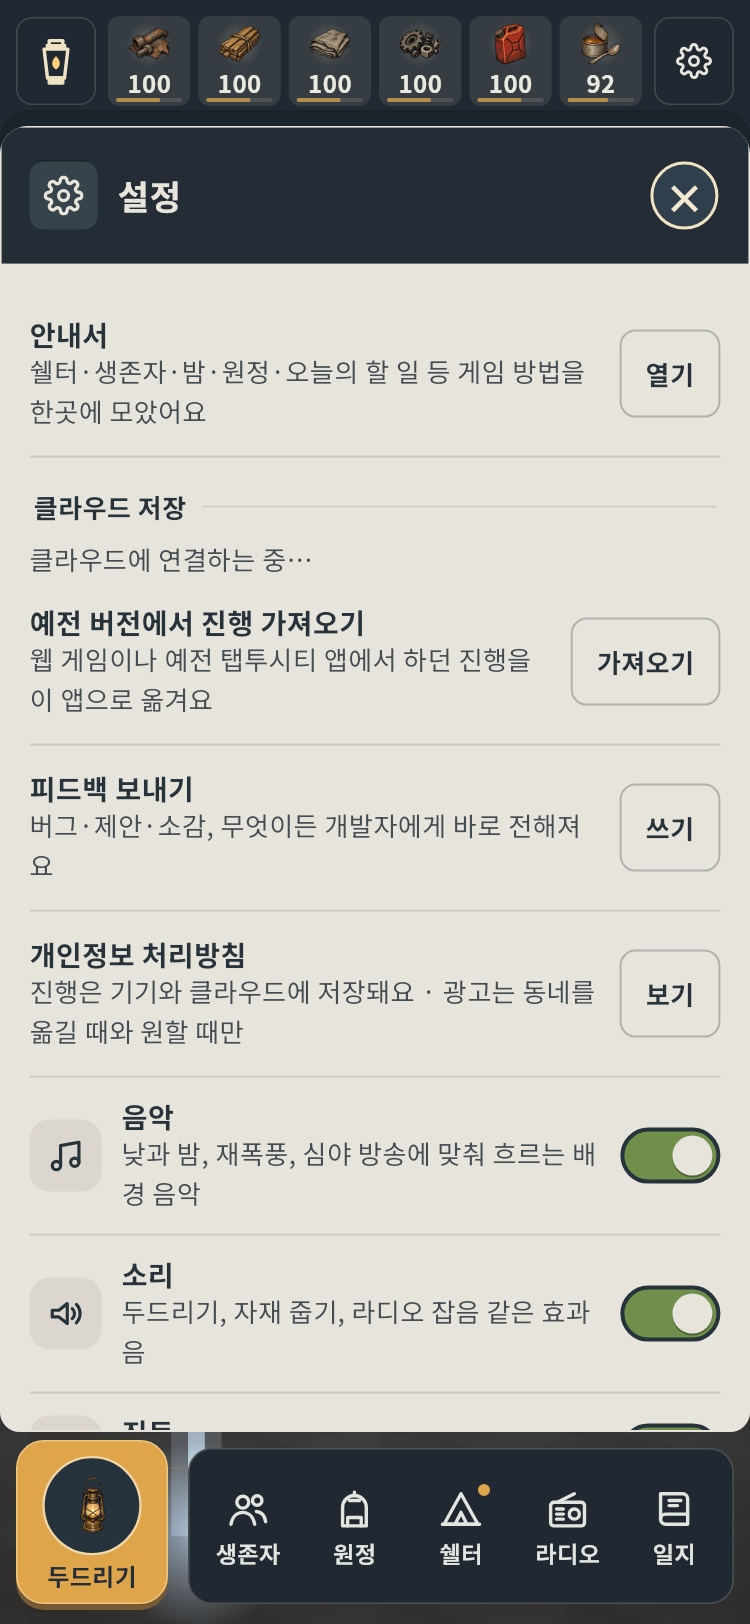 100 100 100 100 100 92
설정
안내서
쉘터·생존자·밤·원정·오늘의 할 일 등 게임 방법을
한곳에 모았어요
열기
클라우드 저장
클라우드에 연결하는 중…
예전 버전에서 진행 가져오기
웹 게임이나 예전 탭투시티 앱에서 하던 진행을
이 앱으로 옮겨요
가져오기
피드백 보내기
버그·제안·소감, 무엇이든 개발자에게 바로 전해져
요
쓰기
개인정보 처리방침
진행은 기기와 클라우드에 저장돼요 · 광고는 동네를
옮길 때와 원할 때만
보기
음악
낮과 밤, 재폭풍, 심야 방송에 맞춰 흐르는 배
경 음악
소리
두드리기, 자재 줍기, 라디오 잡음 같은 효과
음
두드리기
생존자 원정 쉘터 라디오 일지